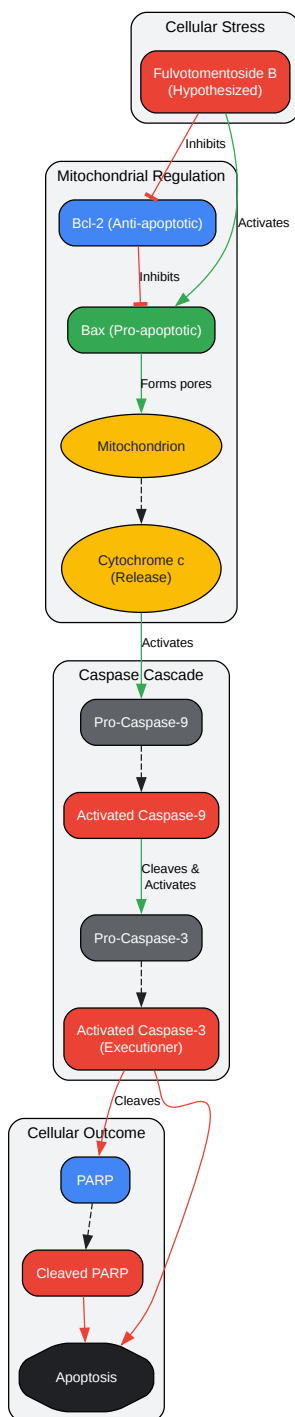 Cellular Stress
Fulvotomentoside B
(Hypothesized)
Inhibits
Activates
Mitochondrial Regulation
Bcl-2 (Anti-apoptotic)
Inhibits
Bax (Pro-apoptotic)
Forms pores
Mitochondrion
Cytochrome c
(Release)
Activates
Caspase Cascade
Pro-Caspase-9
Activated Caspase-9
Cleaves &
Activates
Pro-Caspase-3
Activated Caspase-3
(Executioner)
Cleaves
Cellular Outcome
PARP
Cleaved PARP
Apoptosis